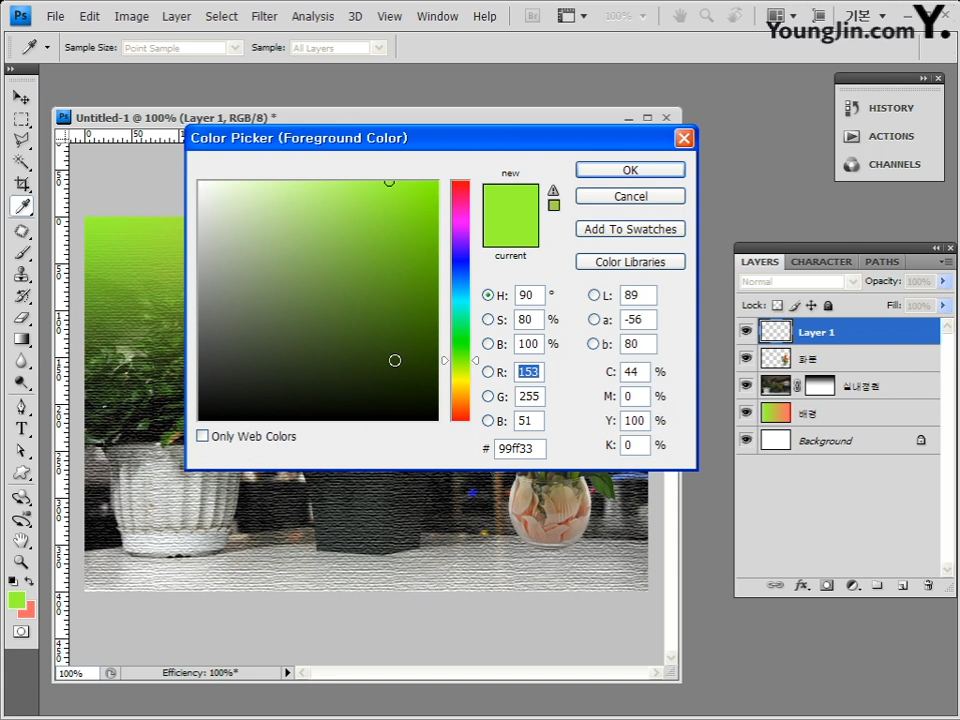 Ps File Edit Image Layer Select Filter Analysis 3D View Window Help Br 100% 기본
YoungJin.com Y.
Sample Size: Point Sample Sample: All Layers
Untitled-1 @ 100% (Layer 1, RGB/8) *
Color Picker (Foreground Color)
new
current
OK
Cancel
Add To Swatches
Color Libraries
H: 90 ° L: 89
S: 80 % a: -56
B: 100 % b: 80
R: 153 C: 44 %
G: 255 M: 0 %
B: 51 Y: 100 %
# 99ff33 K: 0 %
Only Web Colors
HISTORY
ACTIONS
CHANNELS
LAYERS CHARACTER PATHS
Normal Opacity: 100%
Lock: Fill: 100%
Layer 1
화분
실내정원
배경
Background
100% Efficiency: 100%*